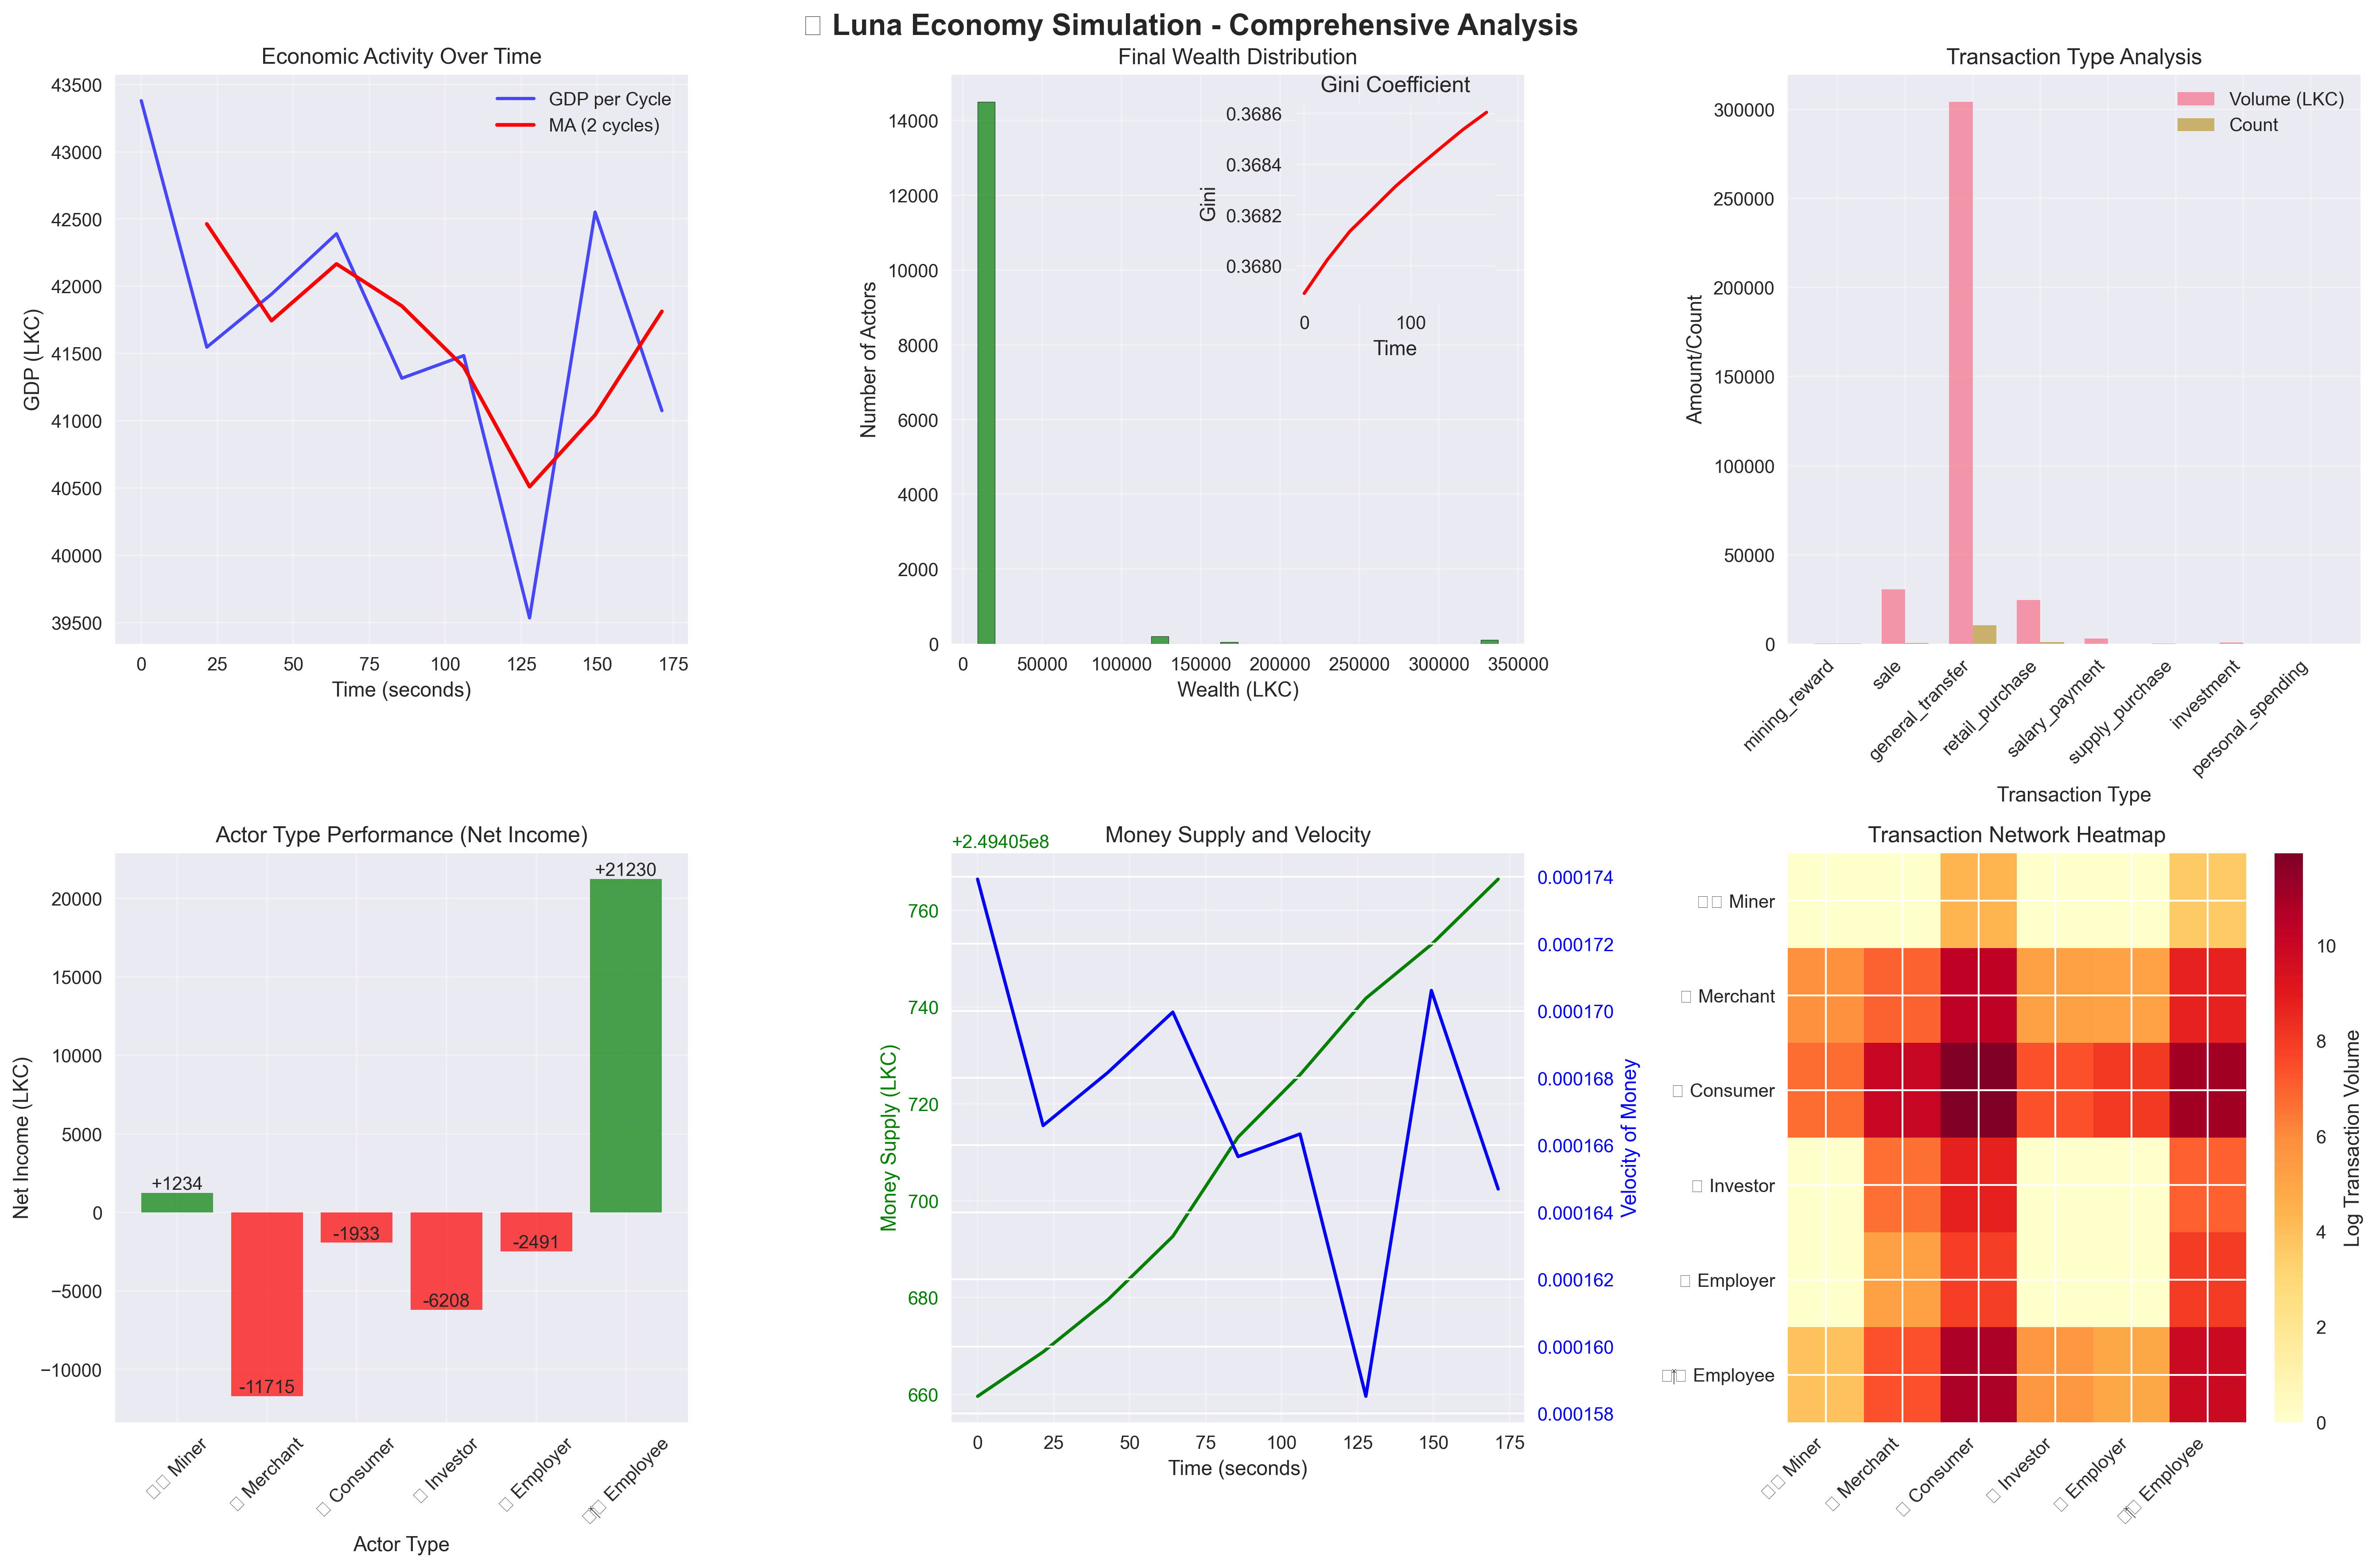 Luna Economy Simulation - Comprehensive Analysis
Economic Activity Over Time
GDP per Cycle
MA (2 cycles)
43500
43000
42500
42000
41500
41000
40500
40000
39500
GDP (LKC)
0 25 50 75 100 125 150 175
Time (seconds)
Final Wealth Distribution
14000
12000
10000
8000
6000
4000
2000
0
Number of Actors
0 50000 100000 150000 200000 250000 300000 350000
Wealth (LKC)
Gini Coefficient
0.3686
0.3684
0.3682
0.3680
Gini
0 100
Time
Transaction Type Analysis
Volume (LKC)
Count
300000
250000
200000
150000
100000
50000
0
Amount/Count
mining_reward
sale
general_transfer
retail_purchase
salary_payment
supply_purchase
investment
personal_spending
Transaction Type
Actor Type Performance (Net Income)
20000
15000
10000
5000
0
−5000
−10000
Net Income (LKC)
+1234
-11715
-1933
-6208
-2491
+21230
Miner
Merchant
Consumer
Investor
Employer
Employee
Actor Type
Money Supply and Velocity
+2.49405e8
760
740
720
700
680
660
Money Supply (LKC)
0.000174
0.000172
0.000170
0.000168
0.000166
0.000164
0.000162
0.000160
0.000158
Velocity of Money
0 25 50 75 100 125 150 175
Time (seconds)
Transaction Network Heatmap
Miner
Merchant
Consumer
Investor
Employer
Employee
Miner
Merchant
Consumer
Investor
Employer
Employee
10
8
6
4
2
0
Log Transaction Volume